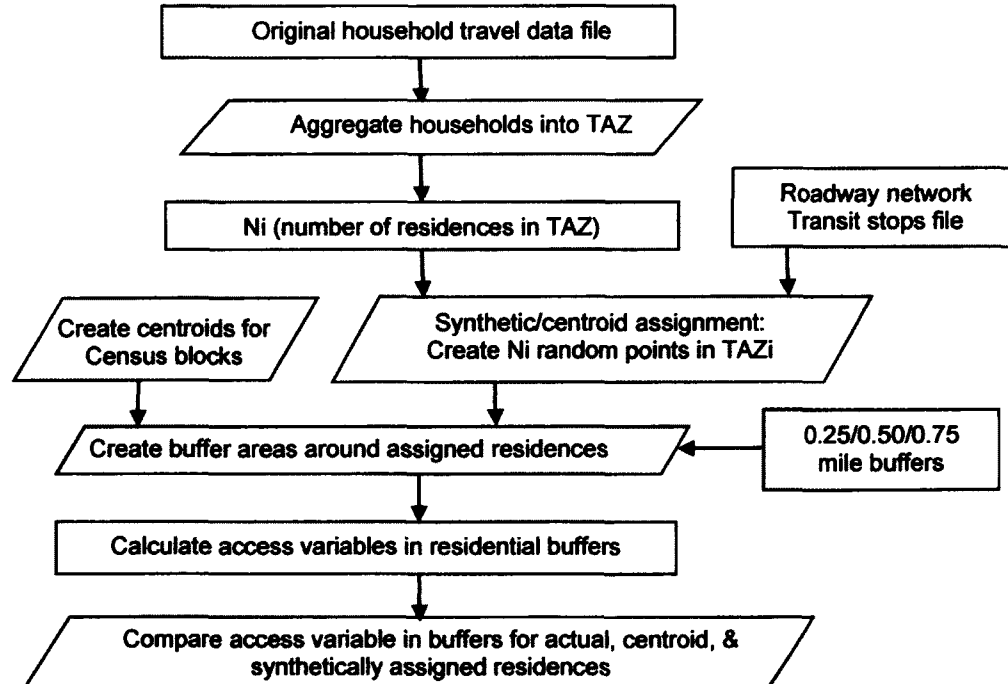 Original household travel data file
Aggregate households into TAZ
Ni (number of residences in TAZ)
Roadway network
Transit stops file
Create centroids for
Census blocks
Synthetic/centroid assignment:
Create Ni random points in TAZi
Create buffer areas around assigned residences
0.25/0.50/0.75
mile buffers
Calculate access variables in residential buffers
Compare access variable in buffers for actual, centroid, &
synthetically assigned residences